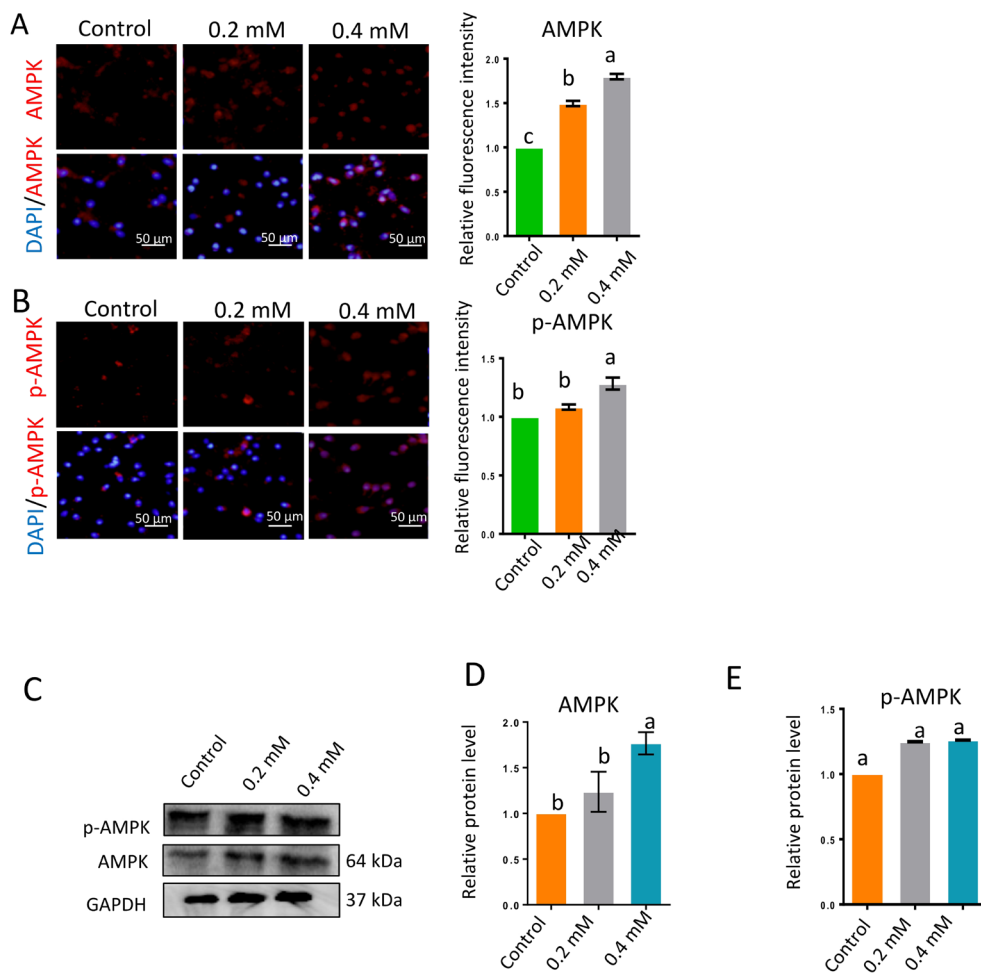 A
Control 0.2 mM 0.4 mM
AMPK
DAPI/AMPK
50 µm 50 µm 50 µm
AMPK
Relative fluorescence intensity
2.0
1.5
1.0
0.5
0.0
c b a
Control 0.2 mM 0.4 mM
B
Control 0.2 mM 0.4 mM
p-AMPK
DAPI/p-AMPK
50 µm 50 µm 50 µm
p-AMPK
Relative fluorescence intensity
1.5
1.0
0.5
0.0
b b a
Control 0.2 mM 0.4 mM
C
Control 0.2 mM 0.4 mM
p-AMPK
AMPK 64 kDa
GAPDH 37 kDa
D
AMPK
Relative protein level
2.0
1.5
1.0
0.5
0.0
b b a
Control 0.2 mM 0.4 mM
E
p-AMPK
Relative protein level
1.5
1.0
0.5
0.0
a a a
Control 0.2 mM 0.4 mM